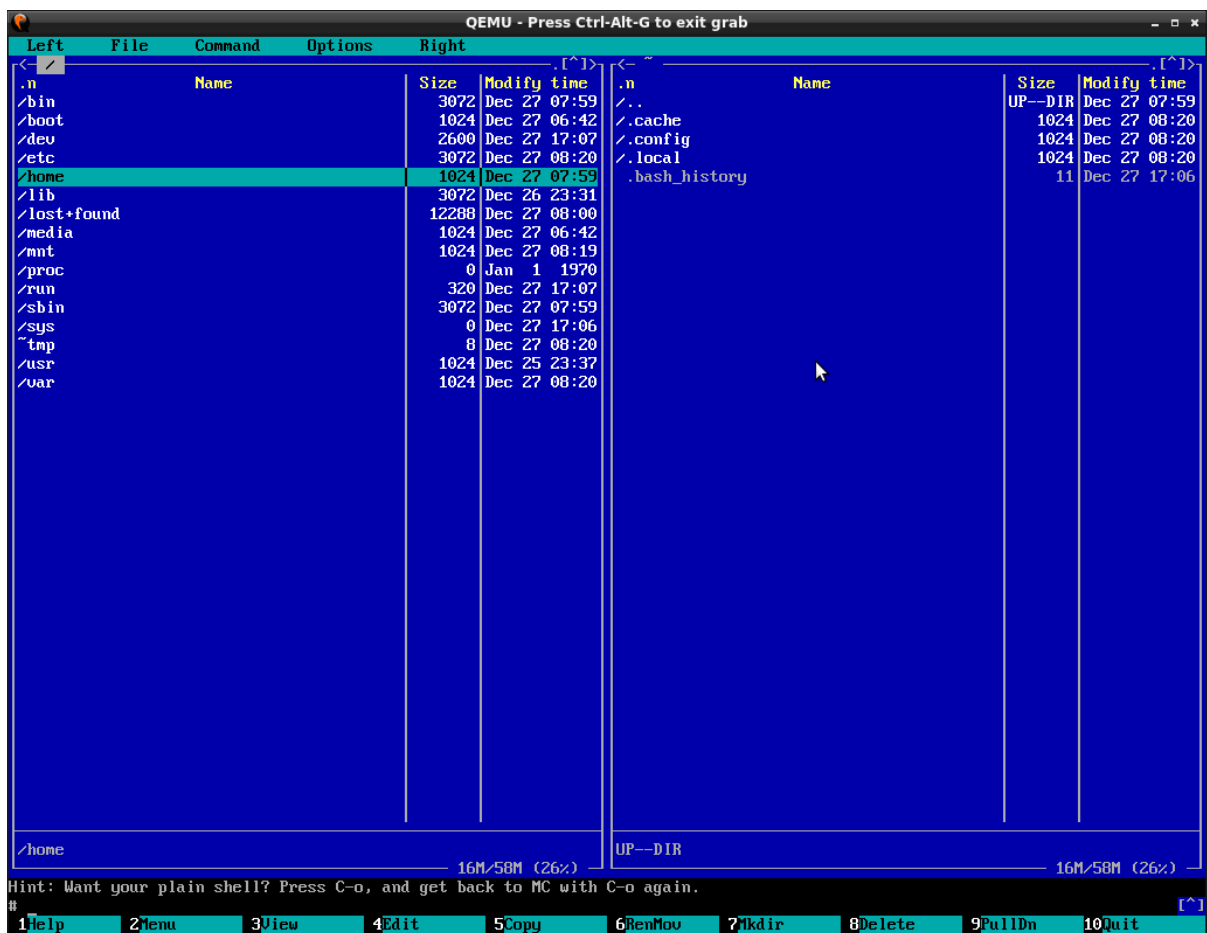 QEMU - Press Ctrl-Alt-G to exit grab
Left File Command Options Right
<- / .[^]>
.n Name Size Modify time
/bin 3072 Dec 27 07:59
/boot 1024 Dec 27 06:42
/dev 2600 Dec 27 17:07
/etc 3072 Dec 27 08:20
/home 1024 Dec 27 07:59
/lib 3072 Dec 26 23:31
/lost+found 12288 Dec 27 08:00
/media 1024 Dec 27 06:42
/mnt 1024 Dec 27 08:19
/proc 0 Jan 1 1970
/run 320 Dec 27 17:07
/sbin 3072 Dec 27 07:59
/sys 0 Dec 27 17:06
~tmp 8 Dec 27 08:20
/usr 1024 Dec 25 23:37
/var 1024 Dec 27 08:20
/home
16M/58M (26%)
<- ~ .[^]>
.n Name Size Modify time
/.. UP--DIR Dec 27 07:59
/.cache 1024 Dec 27 08:20
/.config 1024 Dec 27 08:20
/.local 1024 Dec 27 08:20
.bash_history 11 Dec 27 17:06
UP--DIR
16M/58M (26%)
Hint: Want your plain shell? Press C-o, and get back to MC with C-o again.
# [^]
1Help 2Menu 3View 4Edit 5Copy 6RenMov 7Mkdir 8Delete 9PullDn 10Quit